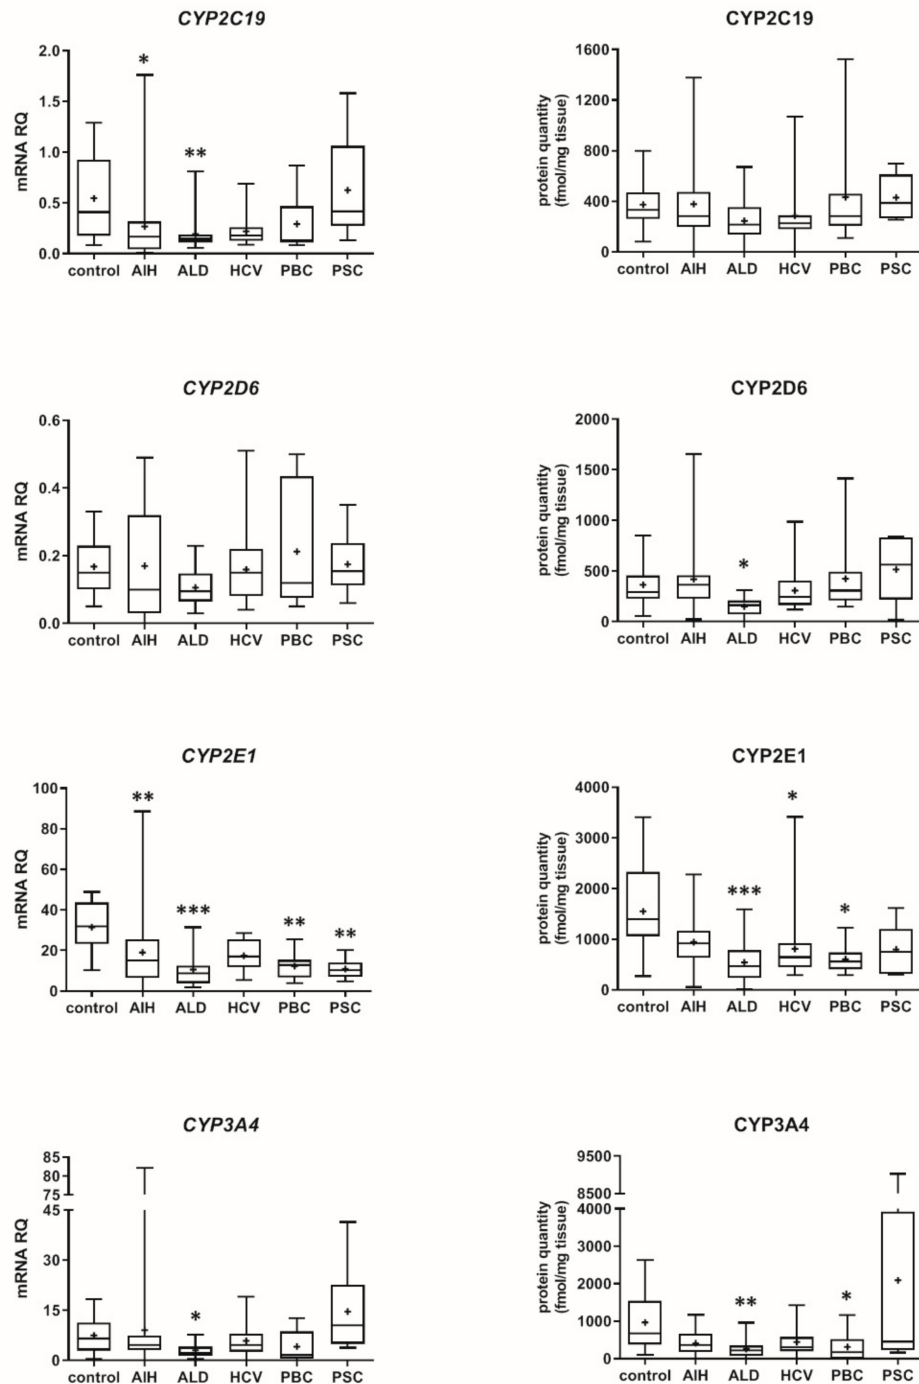 CYP2C19
mRNA RQ
2.0
1.5
1.0
0.5
0.0
*
**
control AIH ALD HCV PBC PSC
CYP2C19
protein quantity
(fmol/mg tissue)
1600
1200
800
400
0
control AIH ALD HCV PBC PSC
CYP2D6
mRNA RQ
0.6
0.4
0.2
0.0
control AIH ALD HCV PBC PSC
CYP2D6
protein quantity
(fmol/mg tissue)
2000
1500
1000
500
0
*
control AIH ALD HCV PBC PSC
CYP2E1
mRNA RQ
100
80
60
40
20
0
**
***
**
**
control AIH ALD HCV PBC PSC
CYP2E1
protein quantity
(fmol/mg tissue)
4000
3000
2000
1000
0
***
*
*
control AIH ALD HCV PBC PSC
CYP3A4
mRNA RQ
85
80
75
45
30
15
0
*
control AIH ALD HCV PBC PSC
CYP3A4
protein quantity
(fmol/mg tissue)
9500
8500
4000
3000
2000
1000
0
**
*
control AIH ALD HCV PBC PSC